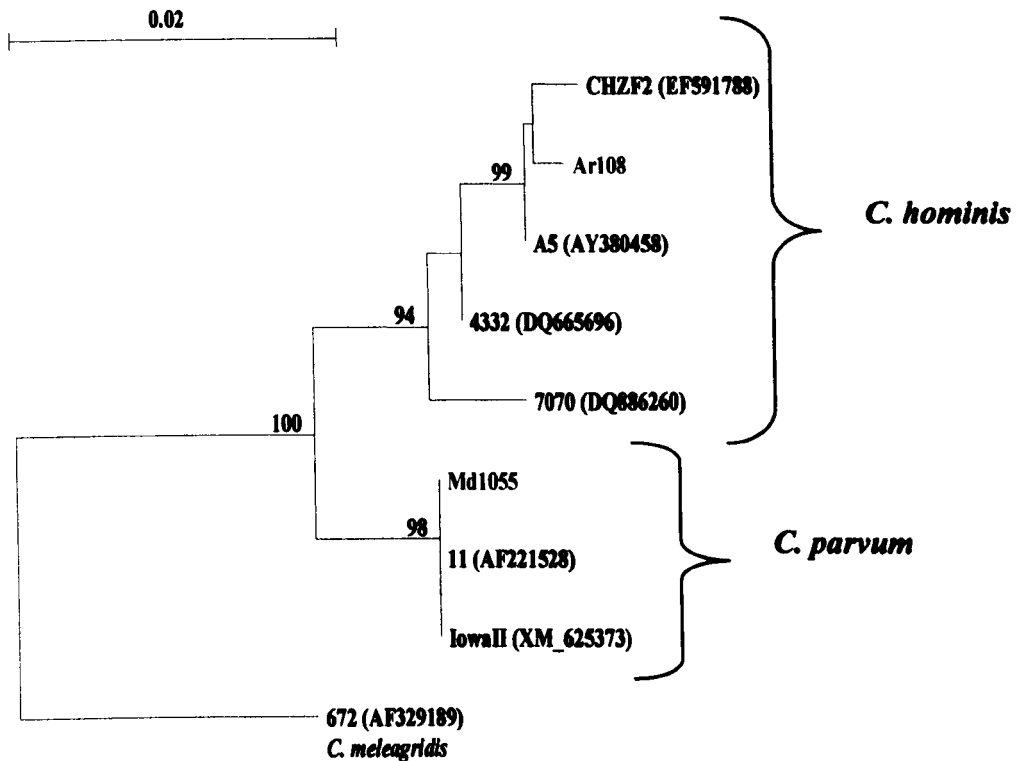 0.02
CHZF2 (EF591788)
Ar108
99
C. hominis
A5 (AY380458)
94
4332 (DQ665696)
7070 (DQ886260)
100
Md1055
98
C. parvum
11 (AF221528)
IowaII (XM_625373)
672 (AF329189)
C. meleagridis